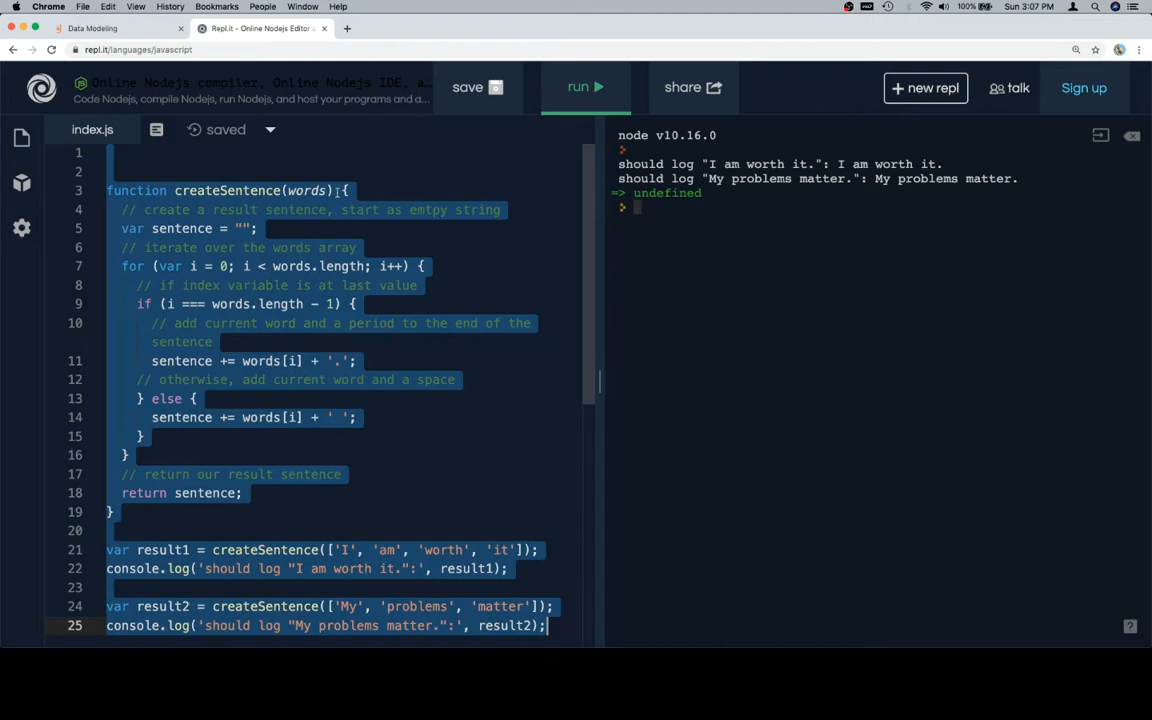 Chrome File Edit View History Bookmarks People Window Help 100% Sun 3:07 PM
Data Modeling Repl.it - Online Nodejs Editor a
repl.it/languages/javascript
Online Nodejs compiler, Online Nodejs IDE, a...
Code Nodejs, compile Nodejs, run Nodejs, and host your programs and a...
save run share + new repl talk Sign up
index.js saved
1
2
3 function createSentence(words) {
4 // create a result sentence, start as emtpy string
5 var sentence = "";
6 // iterate over the words array
7 for (var i = 0; i < words.length; i++) {
8 // if index variable is at last value
9 if (i === words.length - 1) {
10 // add current word and a period to the end of the
sentence
11 sentence += words[i] + '.';
12 // otherwise, add current word and a space
13 } else {
14 sentence += words[i] + ' ';
15 }
16 }
17 // return our result sentence
18 return sentence;
19 }
20
21 var result1 = createSentence(['I', 'am', 'worth', 'it']);
22 console.log('should log "I am worth it.":', result1);
23
24 var result2 = createSentence(['My', 'problems', 'matter']);
25 console.log('should log "My problems matter.":', result2);
node v10.16.0
should log "I am worth it.": I am worth it.
should log "My problems matter.": My problems matter.
=> undefined